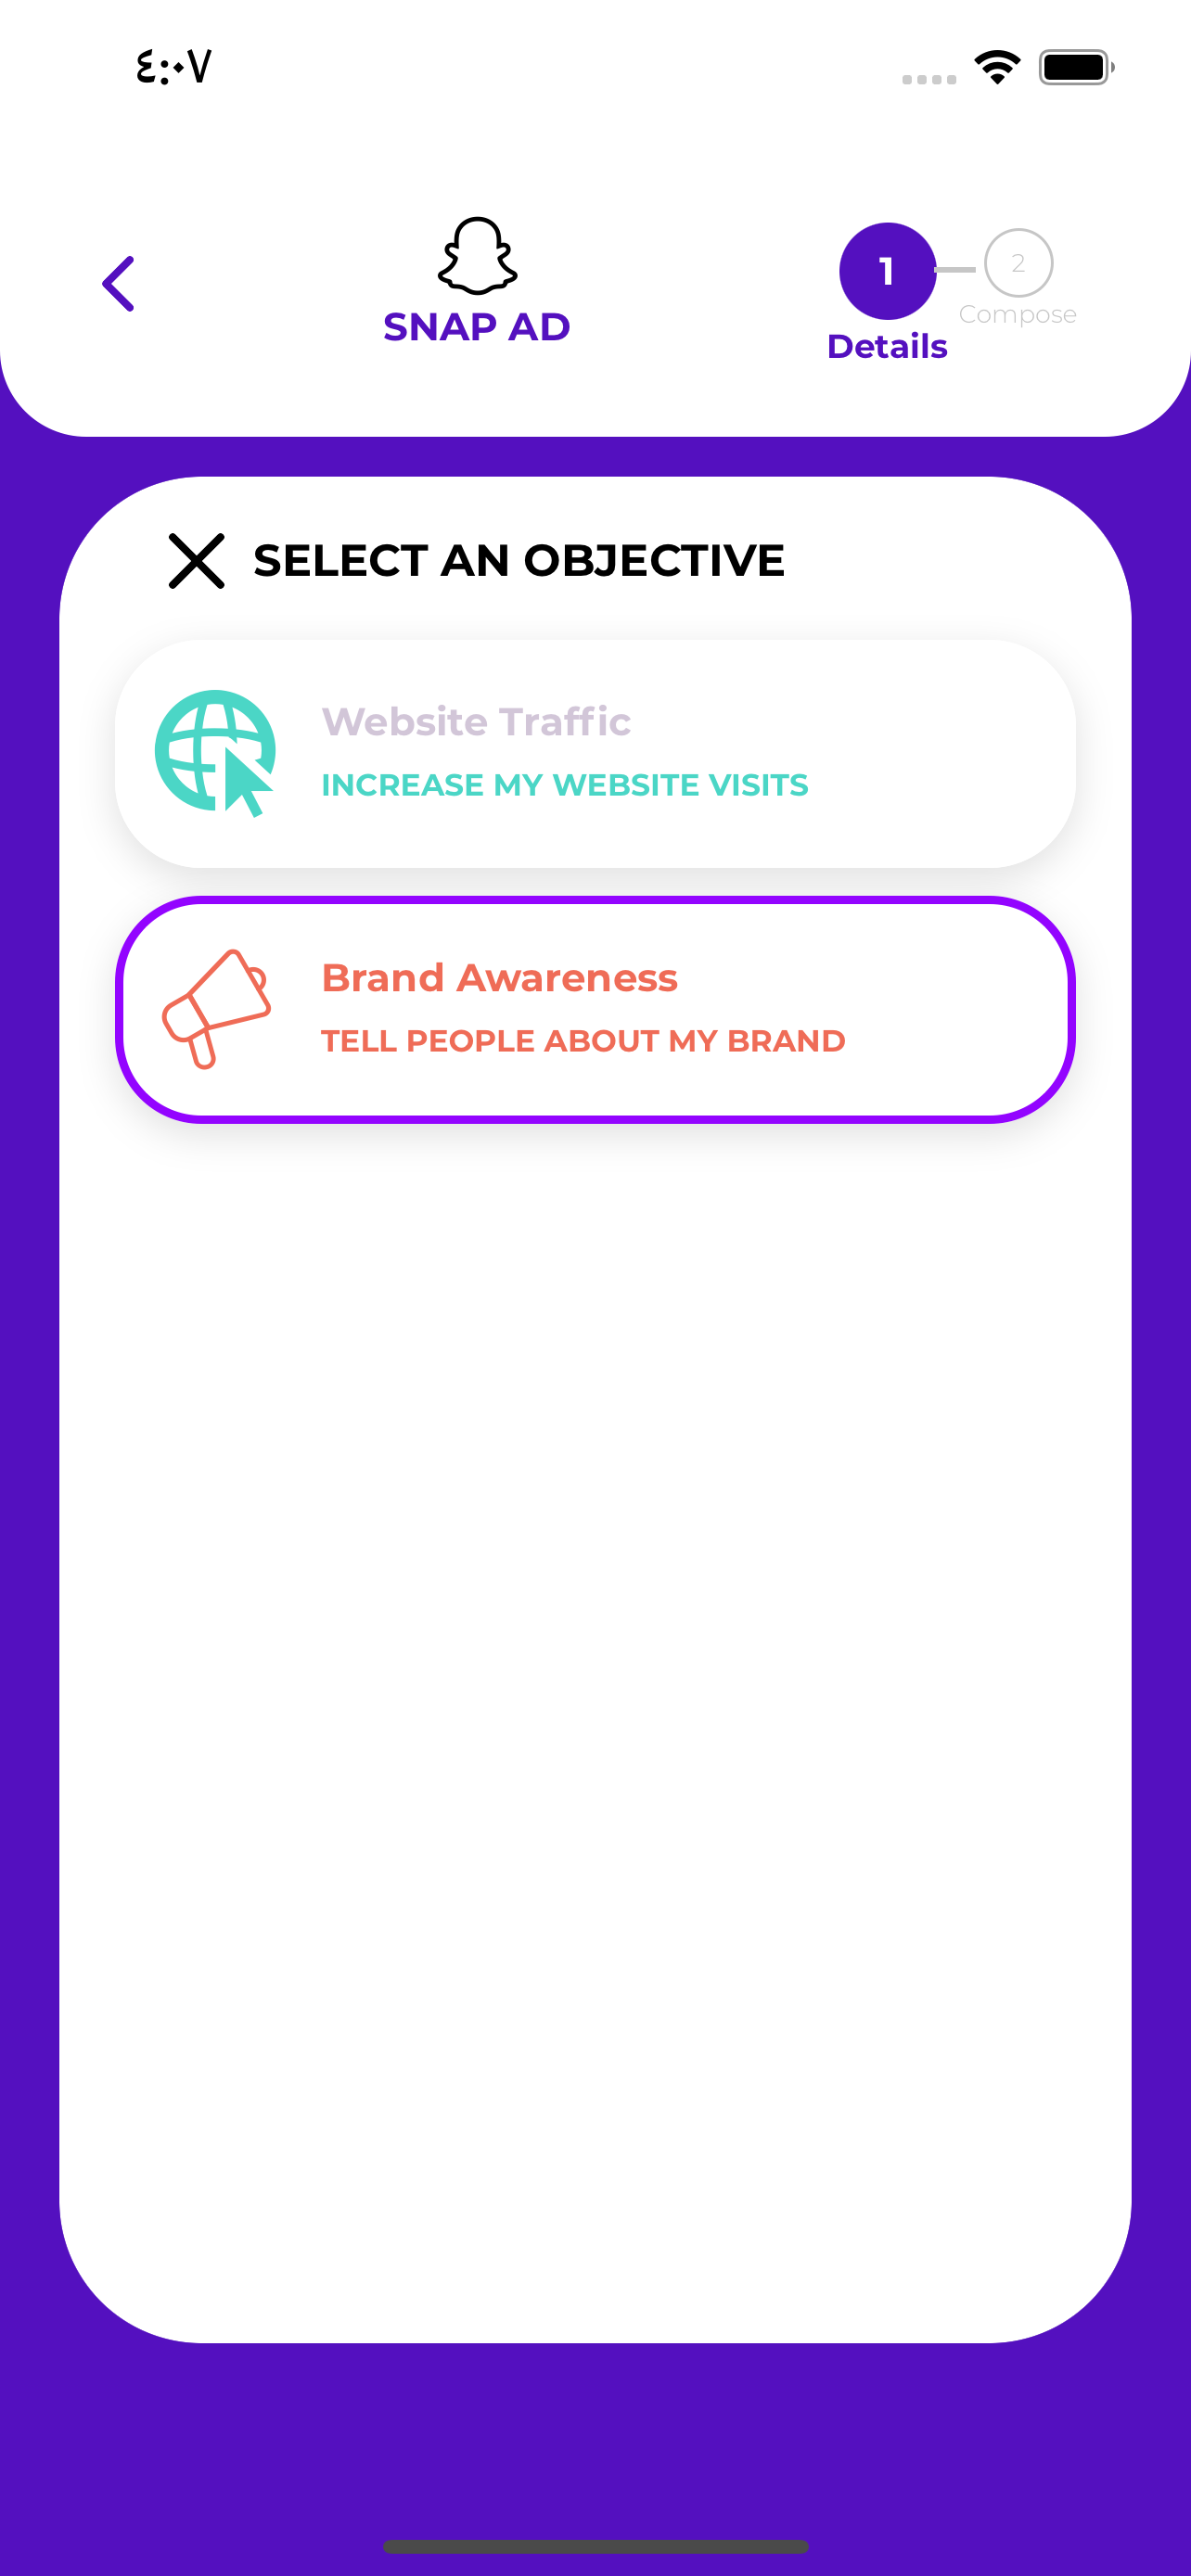 ٤:٠٧
SNAP AD
1
2
Details
Compose
SELECT AN OBJECTIVE
Website Traffic
INCREASE MY WEBSITE VISITS
Brand Awareness
TELL PEOPLE ABOUT MY BRAND